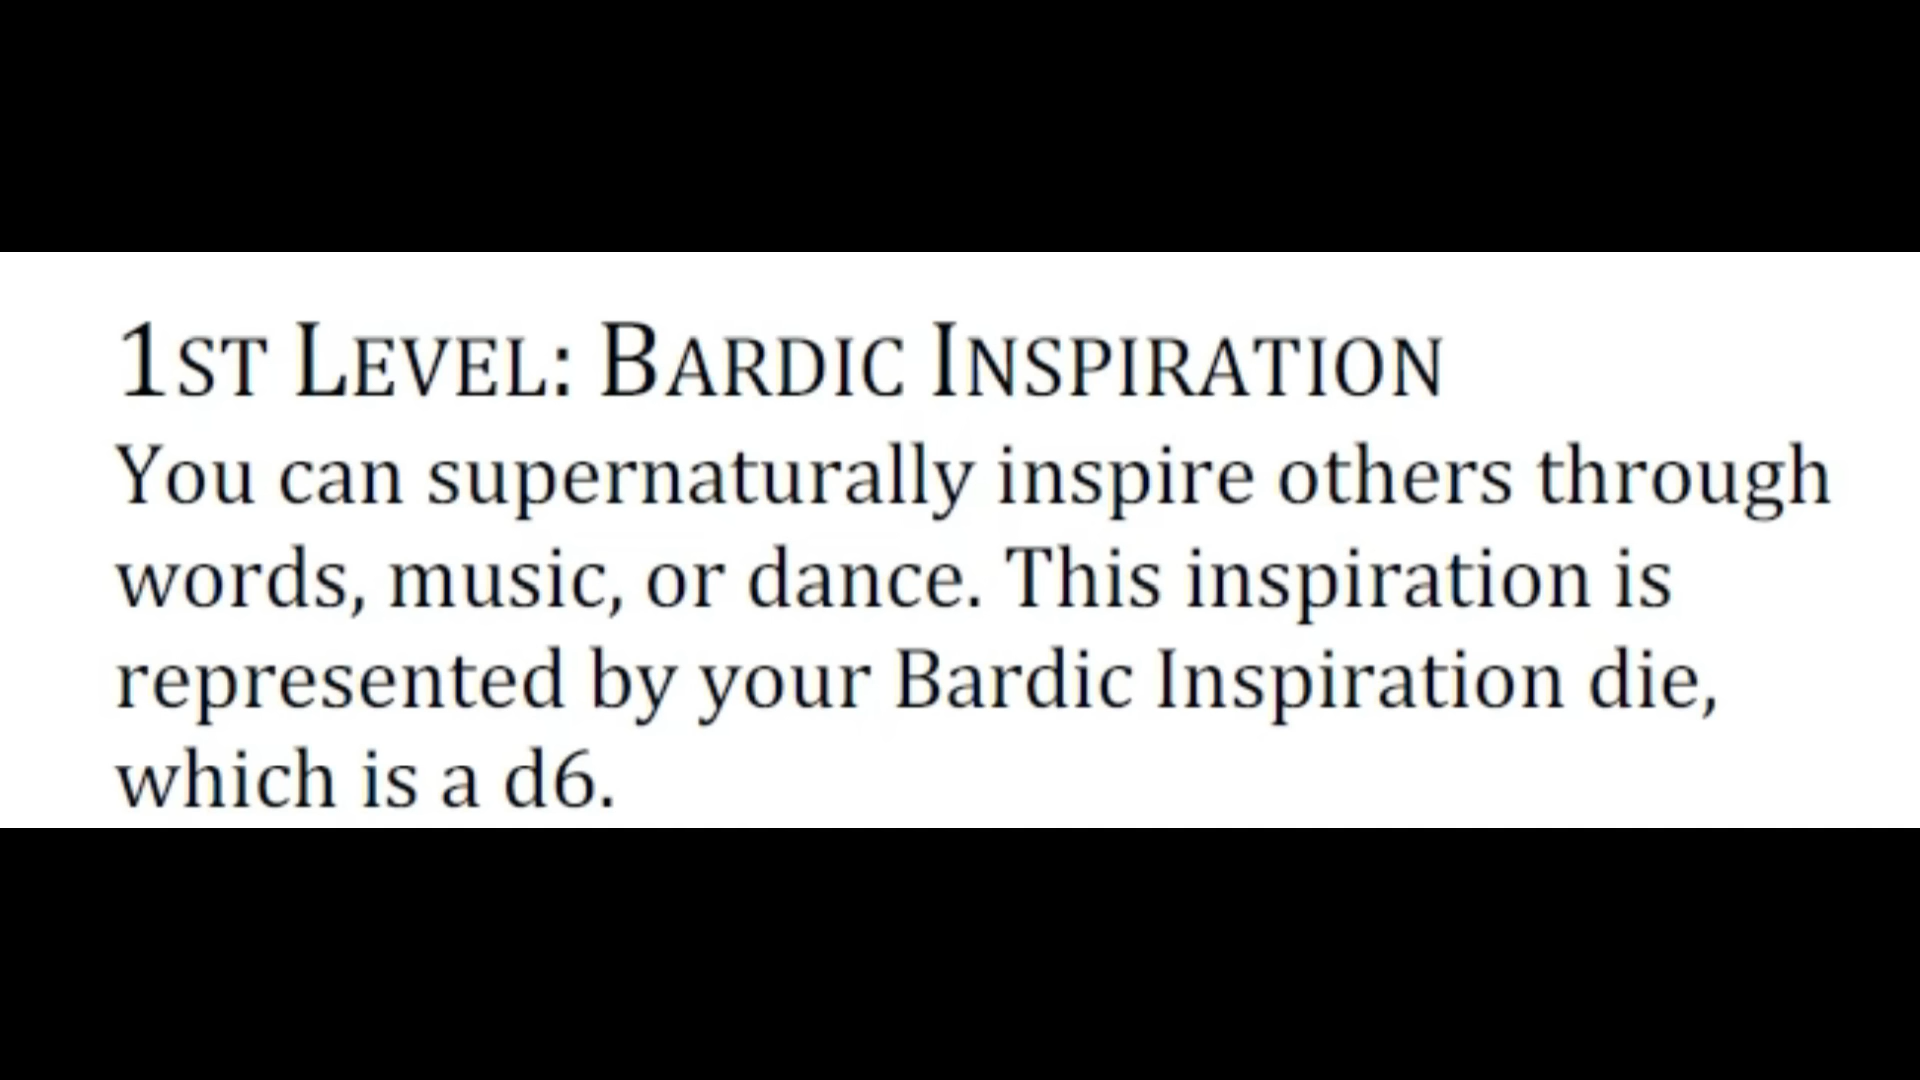 1ST LEVEL: BARDIC INSPIRATION
You can supernaturally inspire others through
words, music, or dance. This inspiration is
represented by your Bardic Inspiration die,
which is a d6.